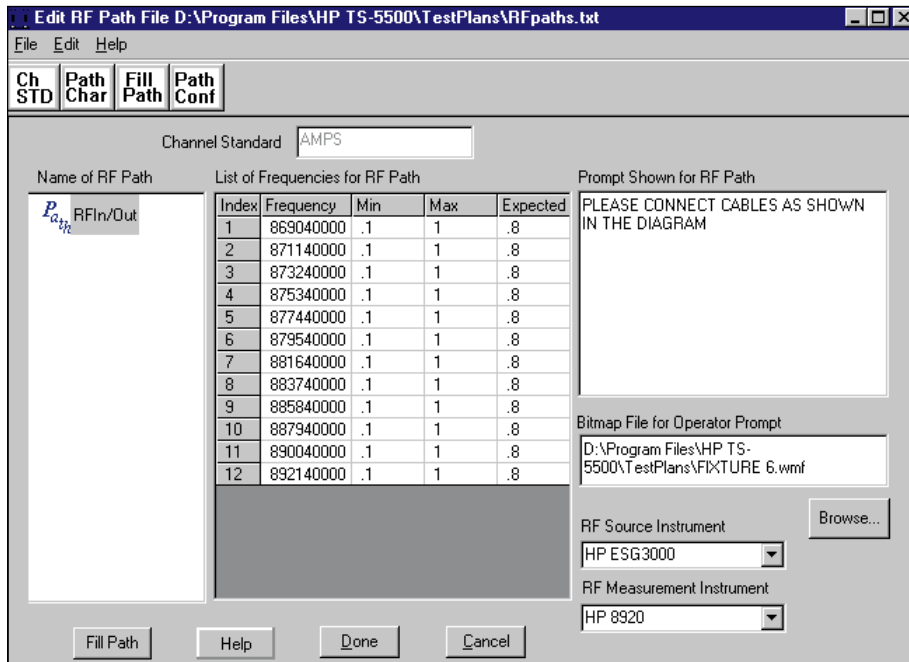 Edit RF Path File D:\Program Files\HP TS-5500\TestPlans\RFpaths.txt
File Edit Help
Ch STD
Path Char
Fill Path
Path Conf
Channel Standard AMPS
Name of RF Path
Path RFIn/Out
List of Frequencies for RF Path
Index Frequency Min Max Expected
1 869040000 .1 1 .8
2 871140000 .1 1 .8
3 873240000 .1 1 .8
4 875340000 .1 1 .8
5 877440000 .1 1 .8
6 879540000 .1 1 .8
7 881640000 .1 1 .8
8 883740000 .1 1 .8
9 885840000 .1 1 .8
10 887940000 .1 1 .8
11 890040000 .1 1 .8
12 892140000 .1 1 .8
Prompt Shown for RF Path
PLEASE CONNECT CABLES AS SHOWN
IN THE DIAGRAM
Bitmap File for Operator Prompt
D:\Program Files\HP TS-
5500\TestPlans\FIXTURE 6.wmf
Browse...
RF Source Instrument
HP ESG3000
RF Measurement Instrument
HP 8920
Fill Path
Help
Done
Cancel